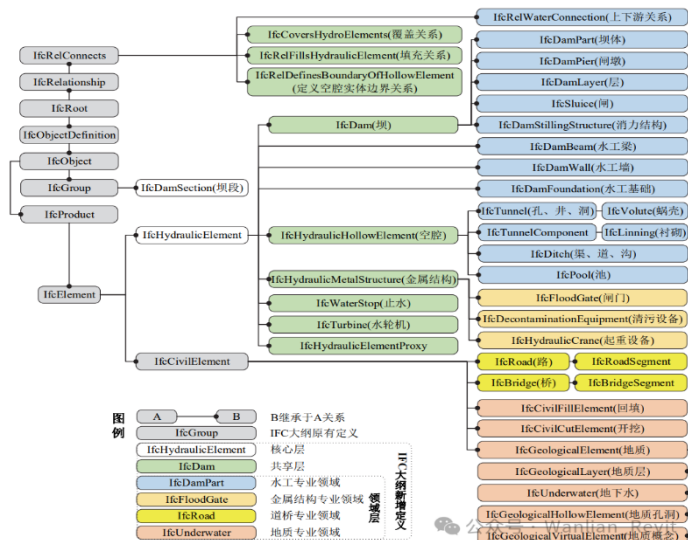 IfcRelWaterConnection(上下游关系)
IfcCoversHydroElements(覆盖关系)
IfcDamPart(坝体)
IfcRelConnects
IfcRelFillsHydraulicElement(填充关系)
IfcDamPier(闸墩)
IfcRelationship
IfcRelDefinesBoundaryOfHollowElement
(定义空腔实体边界关系)
IfcDamLayer(层)
IfcRoot
IfcSluice(闸)
IfcObjectDefinition
IfcDam(坝)
IfcDamStillingStructure(消力结构)
IfcObject
IfcDamBeam(水工梁)
IfcGroup
IfcDamSection(坝段)
IfcDamWall(水工墙)
IfcDamFoundation(水工基础)
IfcProduct
IfcTunnel(孔、井、洞)
IfcVolute(蜗壳)
IfcHydraulicElement
IfcHydraulicHollowElement(空腔)
IfcTunnelComponent
IfcLinning(衬砌)
IfcDitch(渠、道、沟)
IfcPool(池)
IfcHydraulicMetalStructure(金属结构)
IfcElement
IfcFloodGate(闸门)
IfcWaterStop(止水)
IfcDecontaminationEquipment(清污设备)
IfcTurbine(水轮机)
IfcHydraulicCrane(起重设备)
IfcHydraulicElementProxy
IfcCivilElement
IfcRoad(路)
IfcRoadSegment
IfcBridge(桥)
IfcBridgeSegment
IfcCivilFillElement(回填)
IfcCivilCutElement(开挖)
IfcGeologicalElement(地质)
IfcGeologicalLayer(地质层)
IfcUnderwater(地下水)
IfcGeologicalHollowElement(地质孔洞)
IfcGeologicalVirtualElement(地质概念)
图例
A
B
B继承于A关系
IfcGroup
IFC大纲原有定义
IfcHydraulicElement
核心层
IfcDam
共享层
IfcDamPart
水工专业领域
IfcFloodGate
金属结构专业领域
IfcRoad
道桥专业领域
IfcUnderwater
地质专业领域
领域层
IFC大纲新增定义
公众号 · Wanlian_Revit